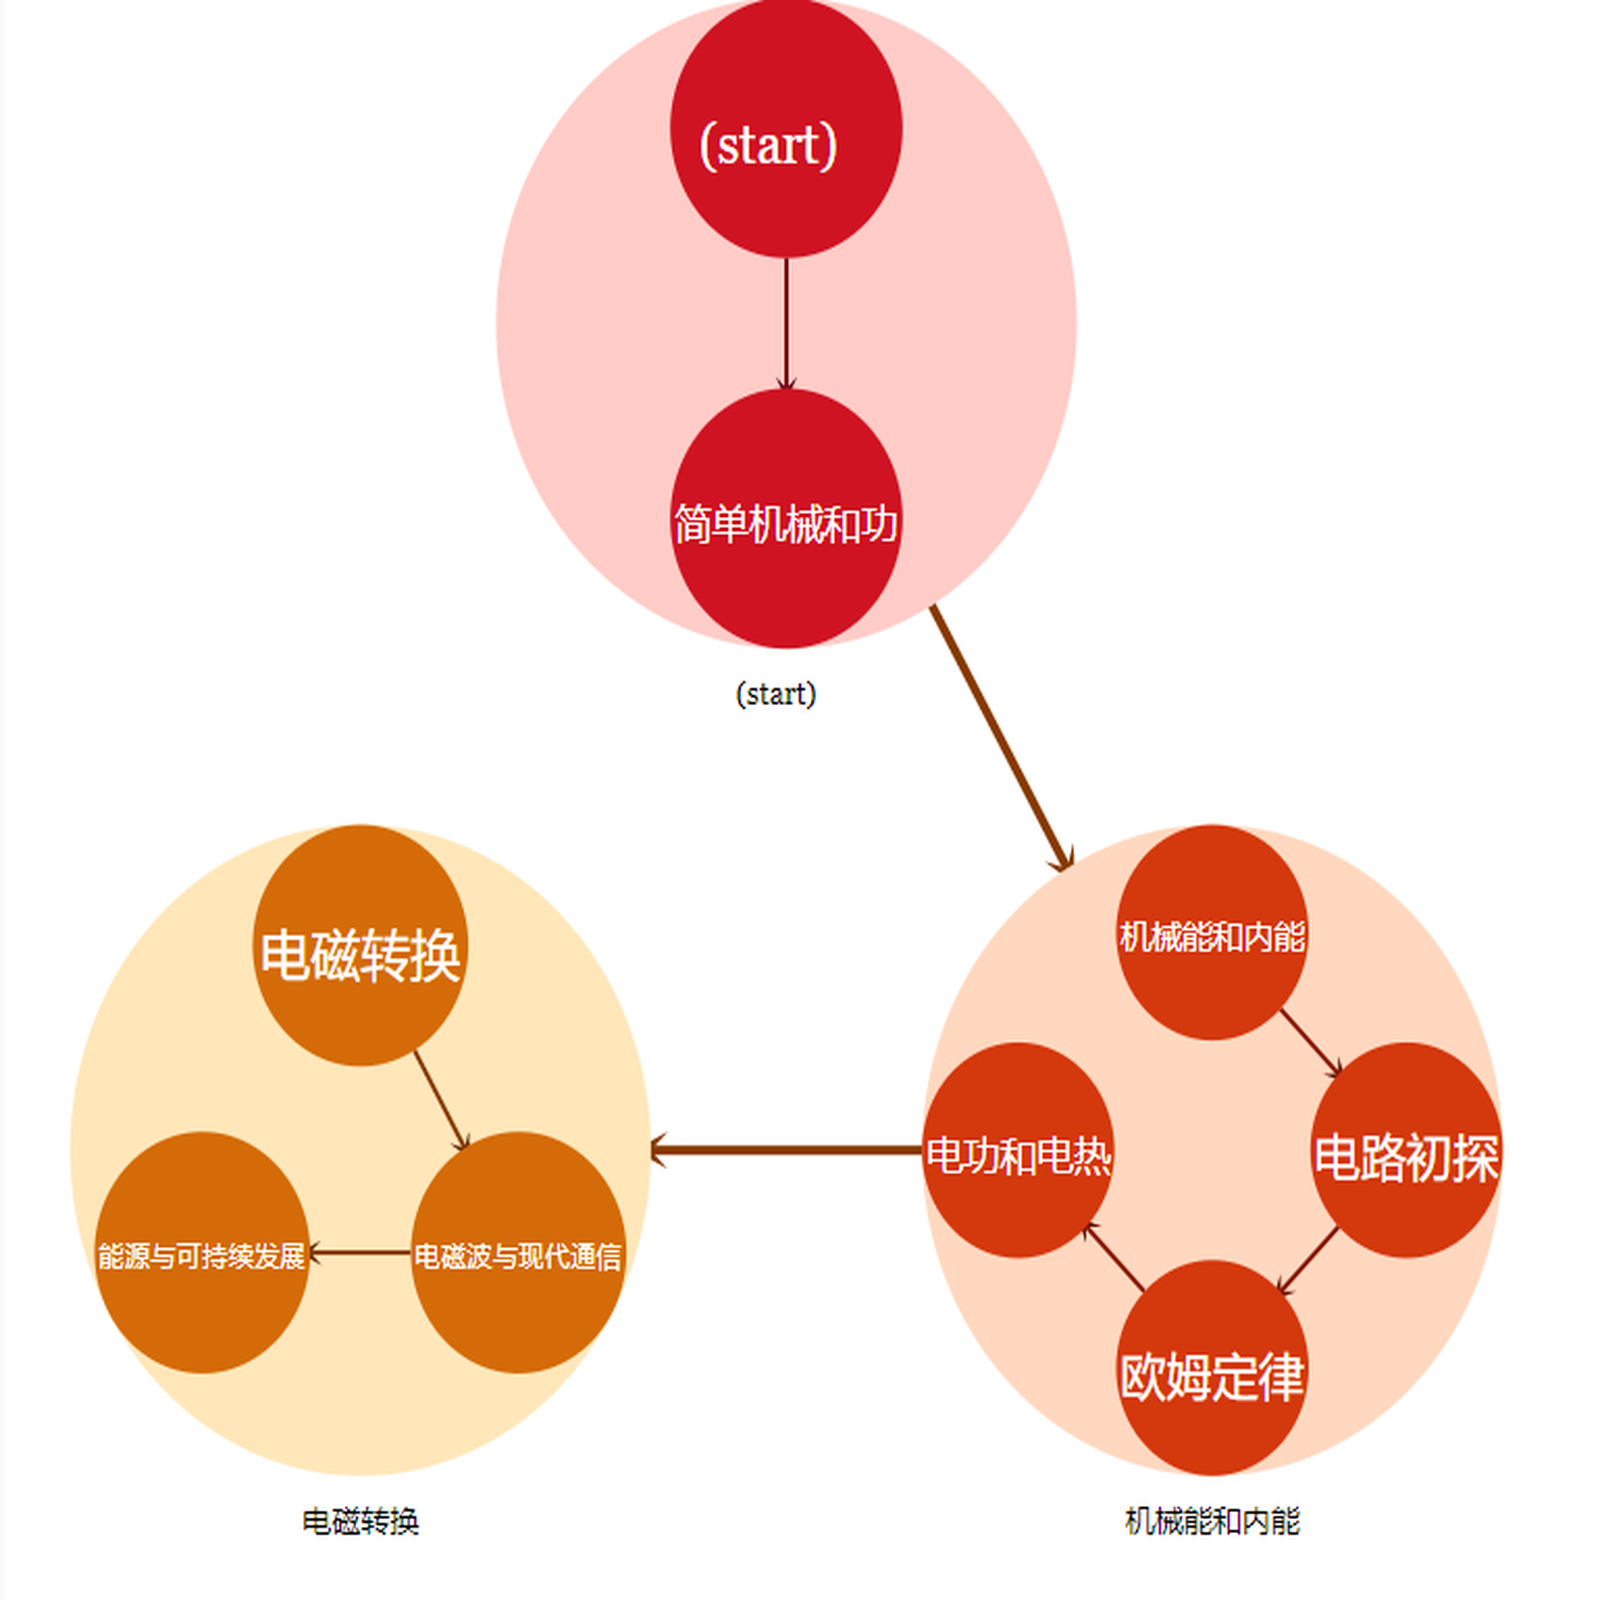 (start)
简单机械和功
(start)
电磁转换
电磁波与现代通信
能源与可持续发展
电磁转换
机械能和内能
电路初探
欧姆定律
电功和电热
机械能和内能